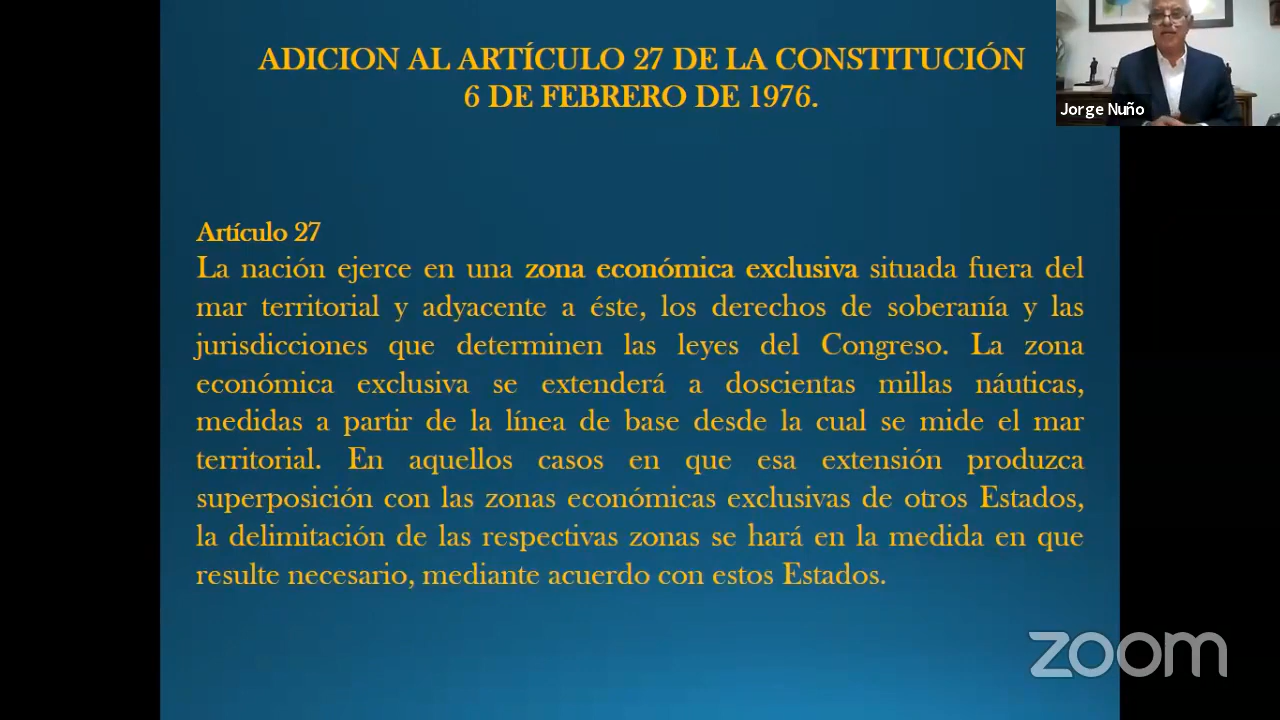 ADICION AL ARTÍCULO 27 DE LA CONSTITUCIÓN
6 DE FEBRERO DE 1976.
Jorge Nuño
Artículo 27
La nación ejerce en una zona económica exclusiva situada fuera del
mar territorial y adyacente a éste, los derechos de soberanía y las
jurisdicciones que determinen las leyes del Congreso. La zona
económica exclusiva se extenderá a doscientas millas náuticas,
medidas a partir de la línea de base desde la cual se mide el mar
territorial. En aquellos casos en que esa extensión produzca
superposición con las zonas económicas exclusivas de otros Estados,
la delimitación de las respectivas zonas se hará en la medida en que
resulte necesario, mediante acuerdo con estos Estados.
zoom